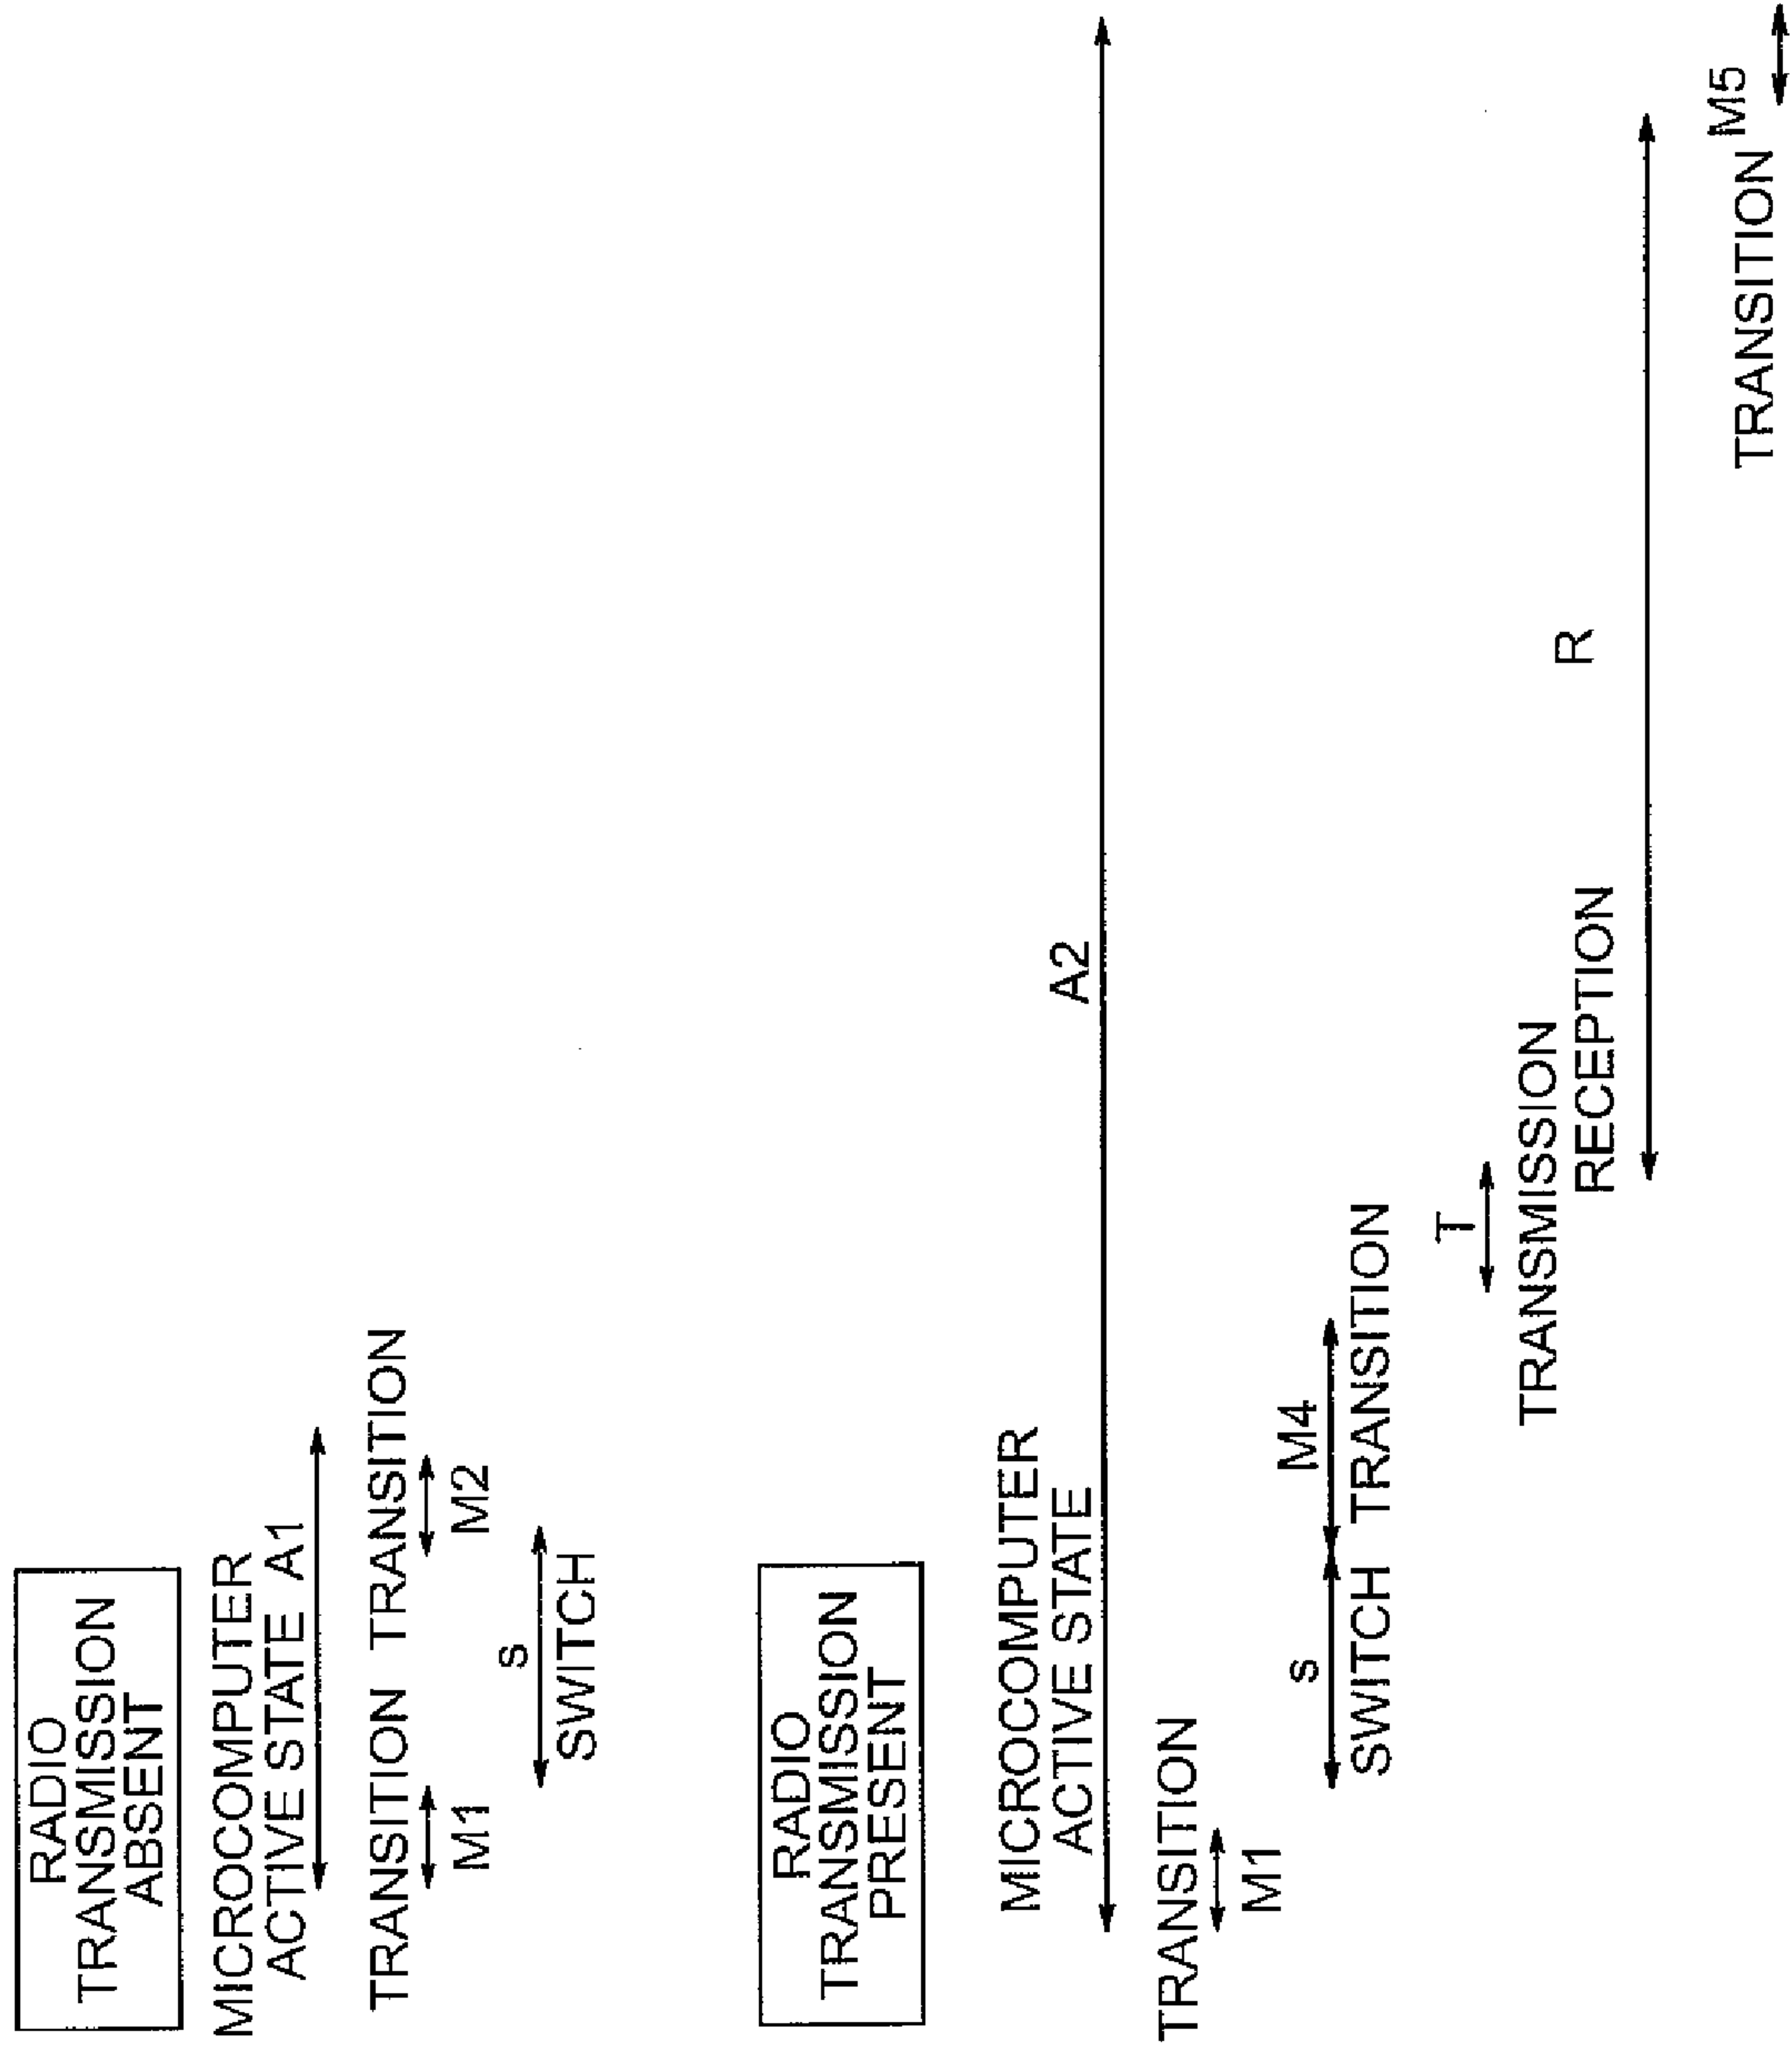 RADIO
TRANSMISSION
ABSENT
MICROCOMPUTER
ACTIVE STATE A1
TRANSITION TRANSITION
M1 M2
s
SWITCH
RADIO
TRANSMISSION
PRESENT
MICROCOMPUTER
ACTIVE STATE
A2
TRANSITION
M1
s M4
SWITCH TRANSITION
T
TRANSMISSION
R
RECEPTION
M5
TRANSITION